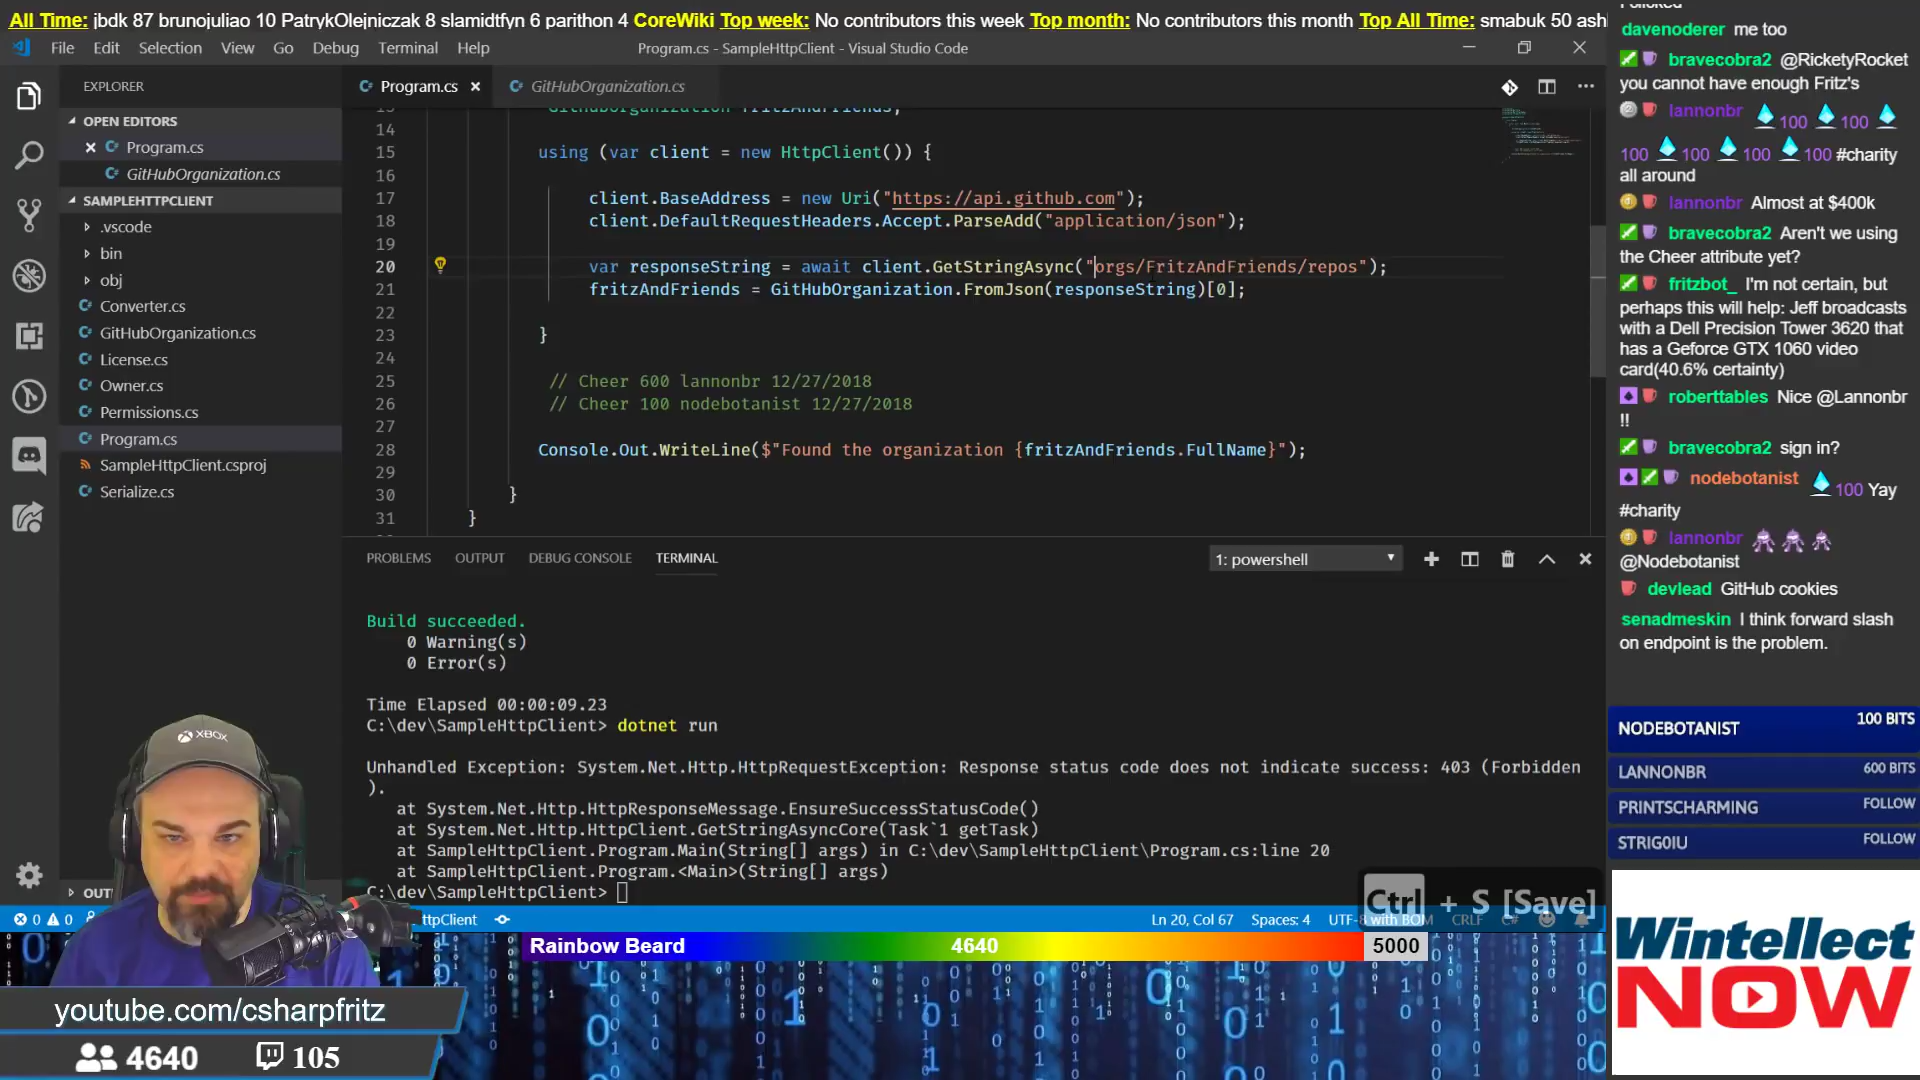 All Time: jbdk 87 brunojuliao 10 PatrykOlejniczak 8 slamidtfyn 6 parithon 4 CoreWiki Top week: No contributors this week Top month: No contributors this month Top All Time: smabuk 50
File Edit Selection View Go Debug Terminal Help
Program.cs - SampleHttpClient - Visual Studio Code
EXPLORER
OPEN EDITORS
Program.cs
GitHubOrganization.cs
SAMPLEHTTPCLIENT
.vscode
bin
obj
Converter.cs
GitHubOrganization.cs
License.cs
Owner.cs
Permissions.cs
Program.cs
SampleHttpClient.csproj
Serialize.cs
Program.cs
GitHubOrganization.cs
GitHubOrganization fritzAndFriends;
14
15 using (var client = new HttpClient()) {
16
17 client.BaseAddress = new Uri("https://api.github.com");
18 client.DefaultRequestHeaders.Accept.ParseAdd("application/json");
19
20 var responseString = await client.GetStringAsync("orgs/FritzAndFriends/repos");
21 fritzAndFriends = GitHubOrganization.FromJson(responseString)[0];
22
23 }
24
25 // Cheer 600 lannonbr 12/27/2018
26 // Cheer 100 nodebotanist 12/27/2018
27
28 Console.Out.WriteLine($"Found the organization {fritzAndFriends.FullName}");
29
30 }
31 }
PROBLEMS OUTPUT DEBUG CONSOLE TERMINAL
1: powershell
Build succeeded.
0 Warning(s)
0 Error(s)
Time Elapsed 00:00:09.23
C:\dev\SampleHttpClient> dotnet run
Unhandled Exception: System.Net.Http.HttpRequestException: Response status code does not indicate success: 403 (Forbidden
).
at System.Net.Http.HttpResponseMessage.EnsureSuccessStatusCode()
at System.Net.Http.HttpClient.GetStringAsyncCore(Task`1 getTask)
at SampleHttpClient.Program.Main(String[] args) in C:\dev\SampleHttpClient\Program.cs:line 20
at SampleHttpClient.Program.<Main>(String[] args)
C:\dev\SampleHttpClient>
Ctrl + S [Save]
0 0
Ln 20, Col 67 Spaces: 4 UTF-8 with BOM CRLF C#
XBOX
Rainbow Beard 4640 5000
youtube.com/csharpfritz
4640 105
davenoderer me too
bravecobra2 @RicketyRocket
you cannot have enough Fritz's
lannonbr 100 100
100 100 100 100 #charity
all around
lannonbr Almost at $400k
bravecobra2 Aren't we using
the Cheer attribute yet?
fritzbot_ I'm not certain, but
perhaps this will help: Jeff broadcasts
with a Dell Precision Tower 3620 that
has a Geforce GTX 1060 video
card(40.6% certainty)
roberttables Nice @Lannonbr
!!
bravecobra2 sign in?
nodebotanist 100 Yay
#charity
lannonbr
@Nodebotanist
devlead GitHub cookies
senadmeskin I think forward slash
on endpoint is the problem.
NODEBOTANIST 100 BITS
LANNONBR 600 BITS
PRINTSCHARMING FOLLOW
STRIG0IU FOLLOW
Wintellect
NOW